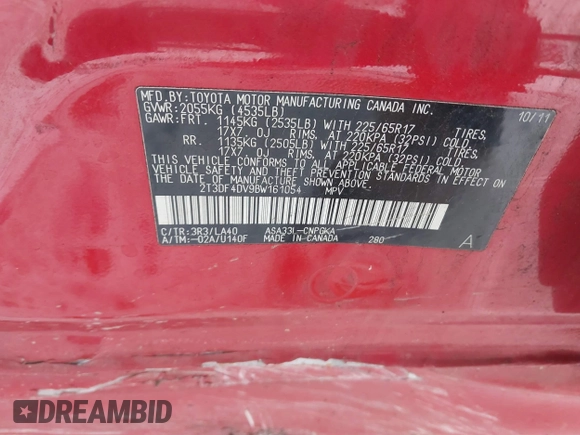 MFD.BY:TOYOTA MOTOR MANUFACTURING CANADA INC.
GVWR:2055KG (4535LB) 10/11
GAWR:FRT. 1145KG (2535LB) WITH 225/65R17 TIRES,
17X7 OJ RIMS, AT 220KPA (32PSI) COLD.
RR. 1135KG (2505LB) WITH 225/65R17 TIRES,
17X7 OJ RIMS, AT 220KPA (32PSI) COLD.
THIS VEHICLE CONFORMS TO ALL APPLICABLE FEDERAL MOTOR
VEHICLE SAFETY STANDARDS IN EFFECT ON THE
DATE OF MANUFACTURE SHOWN ABOVE.
2T3DF4DV9BW161054 MPV
C/TR:3R3/LA40 ASA33L-CNPGKA
A/TM:-02A/U140F MADE IN CANADA 280 A
DREAMBID